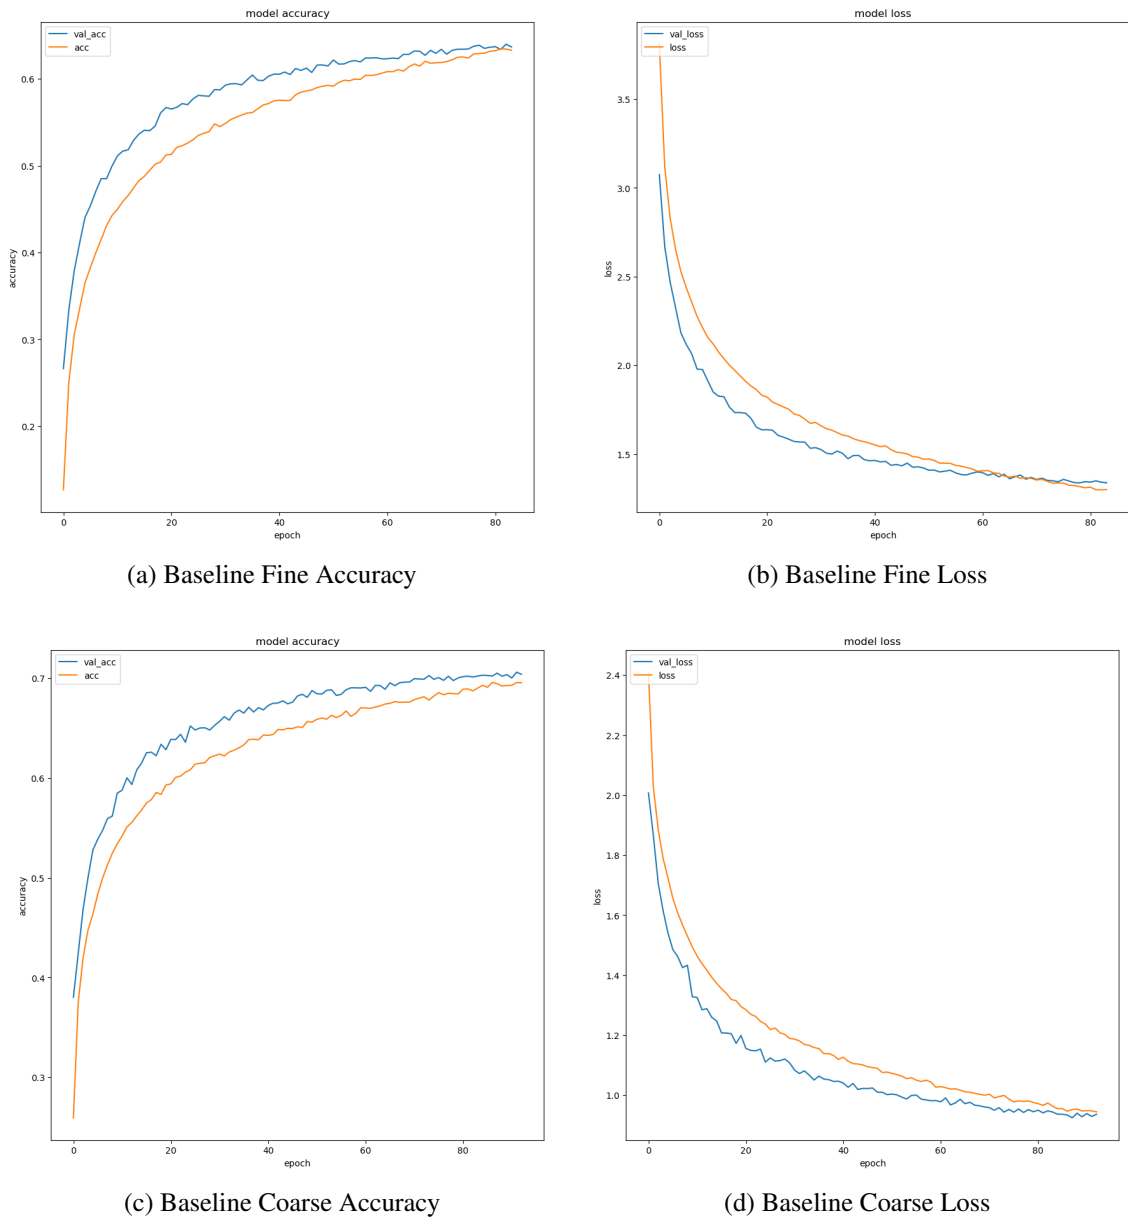 model accuracy
val_acc
acc
0.6
0.5
0.4
0.3
0.2
accuracy
0 20 40 60 80
epoch
(a) Baseline Fine Accuracy
model loss
val_loss
loss
3.5
3.0
2.5
2.0
1.5
loss
0 20 40 60 80
epoch
(b) Baseline Fine Loss
model accuracy
val_acc
acc
0.7
0.6
0.5
0.4
0.3
accuracy
0 20 40 60 80
epoch
(c) Baseline Coarse Accuracy
model loss
val_loss
loss
2.4
2.2
2.0
1.8
1.6
1.4
1.2
1.0
loss
0 20 40 60 80
epoch
(d) Baseline Coarse Loss